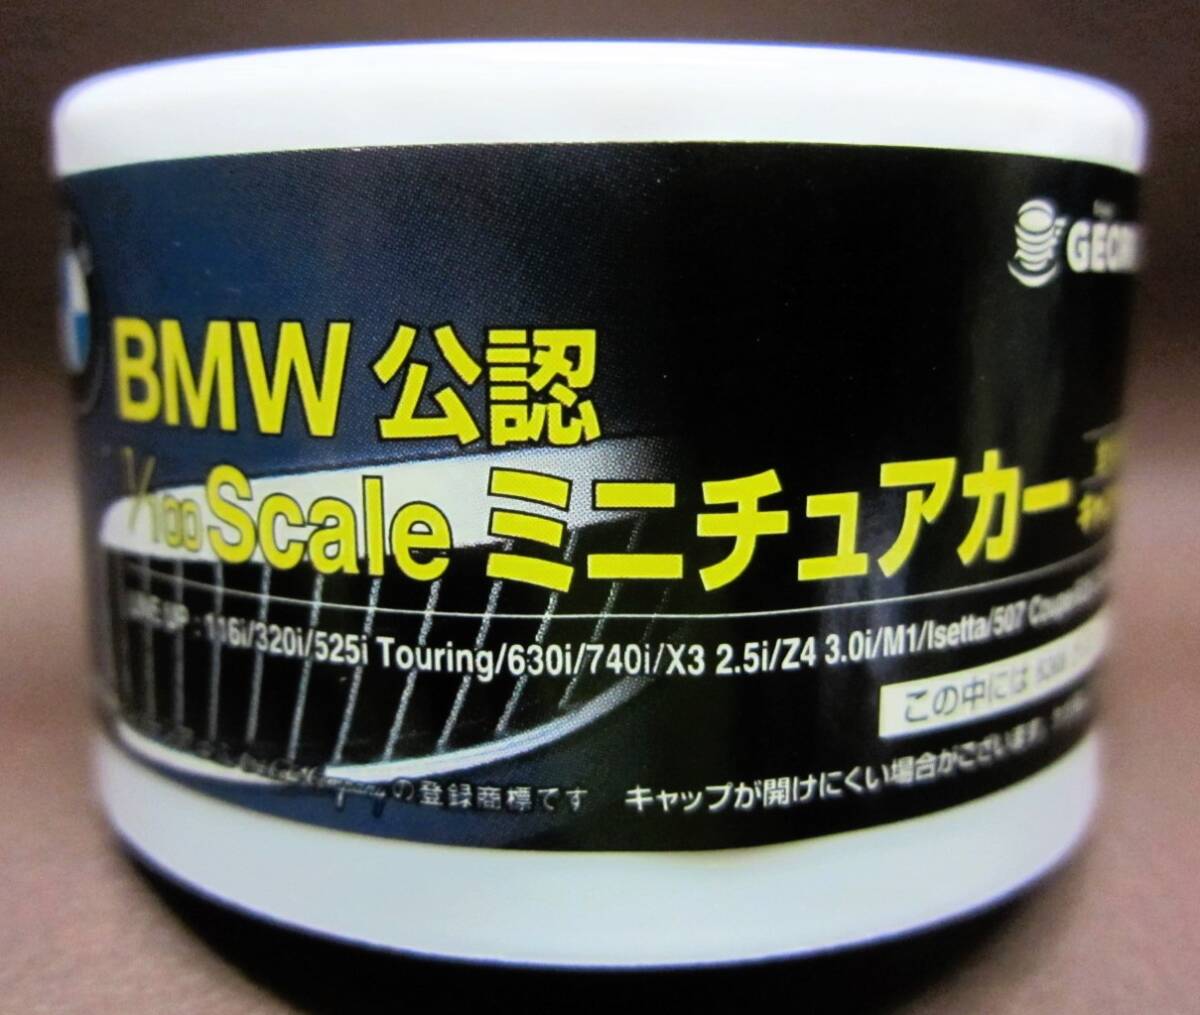 GEOR
BMW 公認
1/100 Scale ミニチュアカー
LINE UP : 116i/320i/525i Touring/630i/740i/X3 2.5i/Z4 3.0i/M1/Isetta/507 Coupe
この中には
の登録商標です キャップが開けにくい場合がございます。